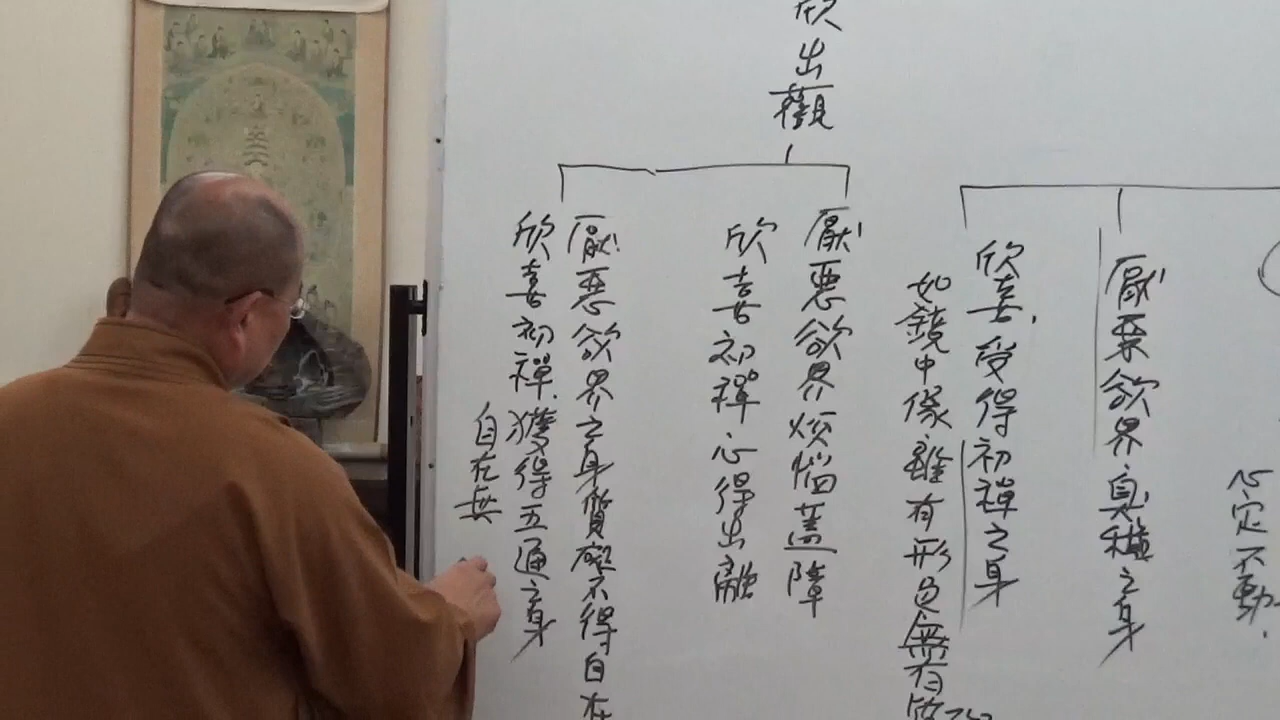 心定不動
厭惡欲界臭穢之身
欣喜受得初禪之身
如鏡中像雖有形色無有質礙
欣出觀
厭惡欲界煩惱蓋障
欣喜初禪心得出離
厭惡欲界之身質礙不得自在
欣喜初禪獲得五通之身
自在無